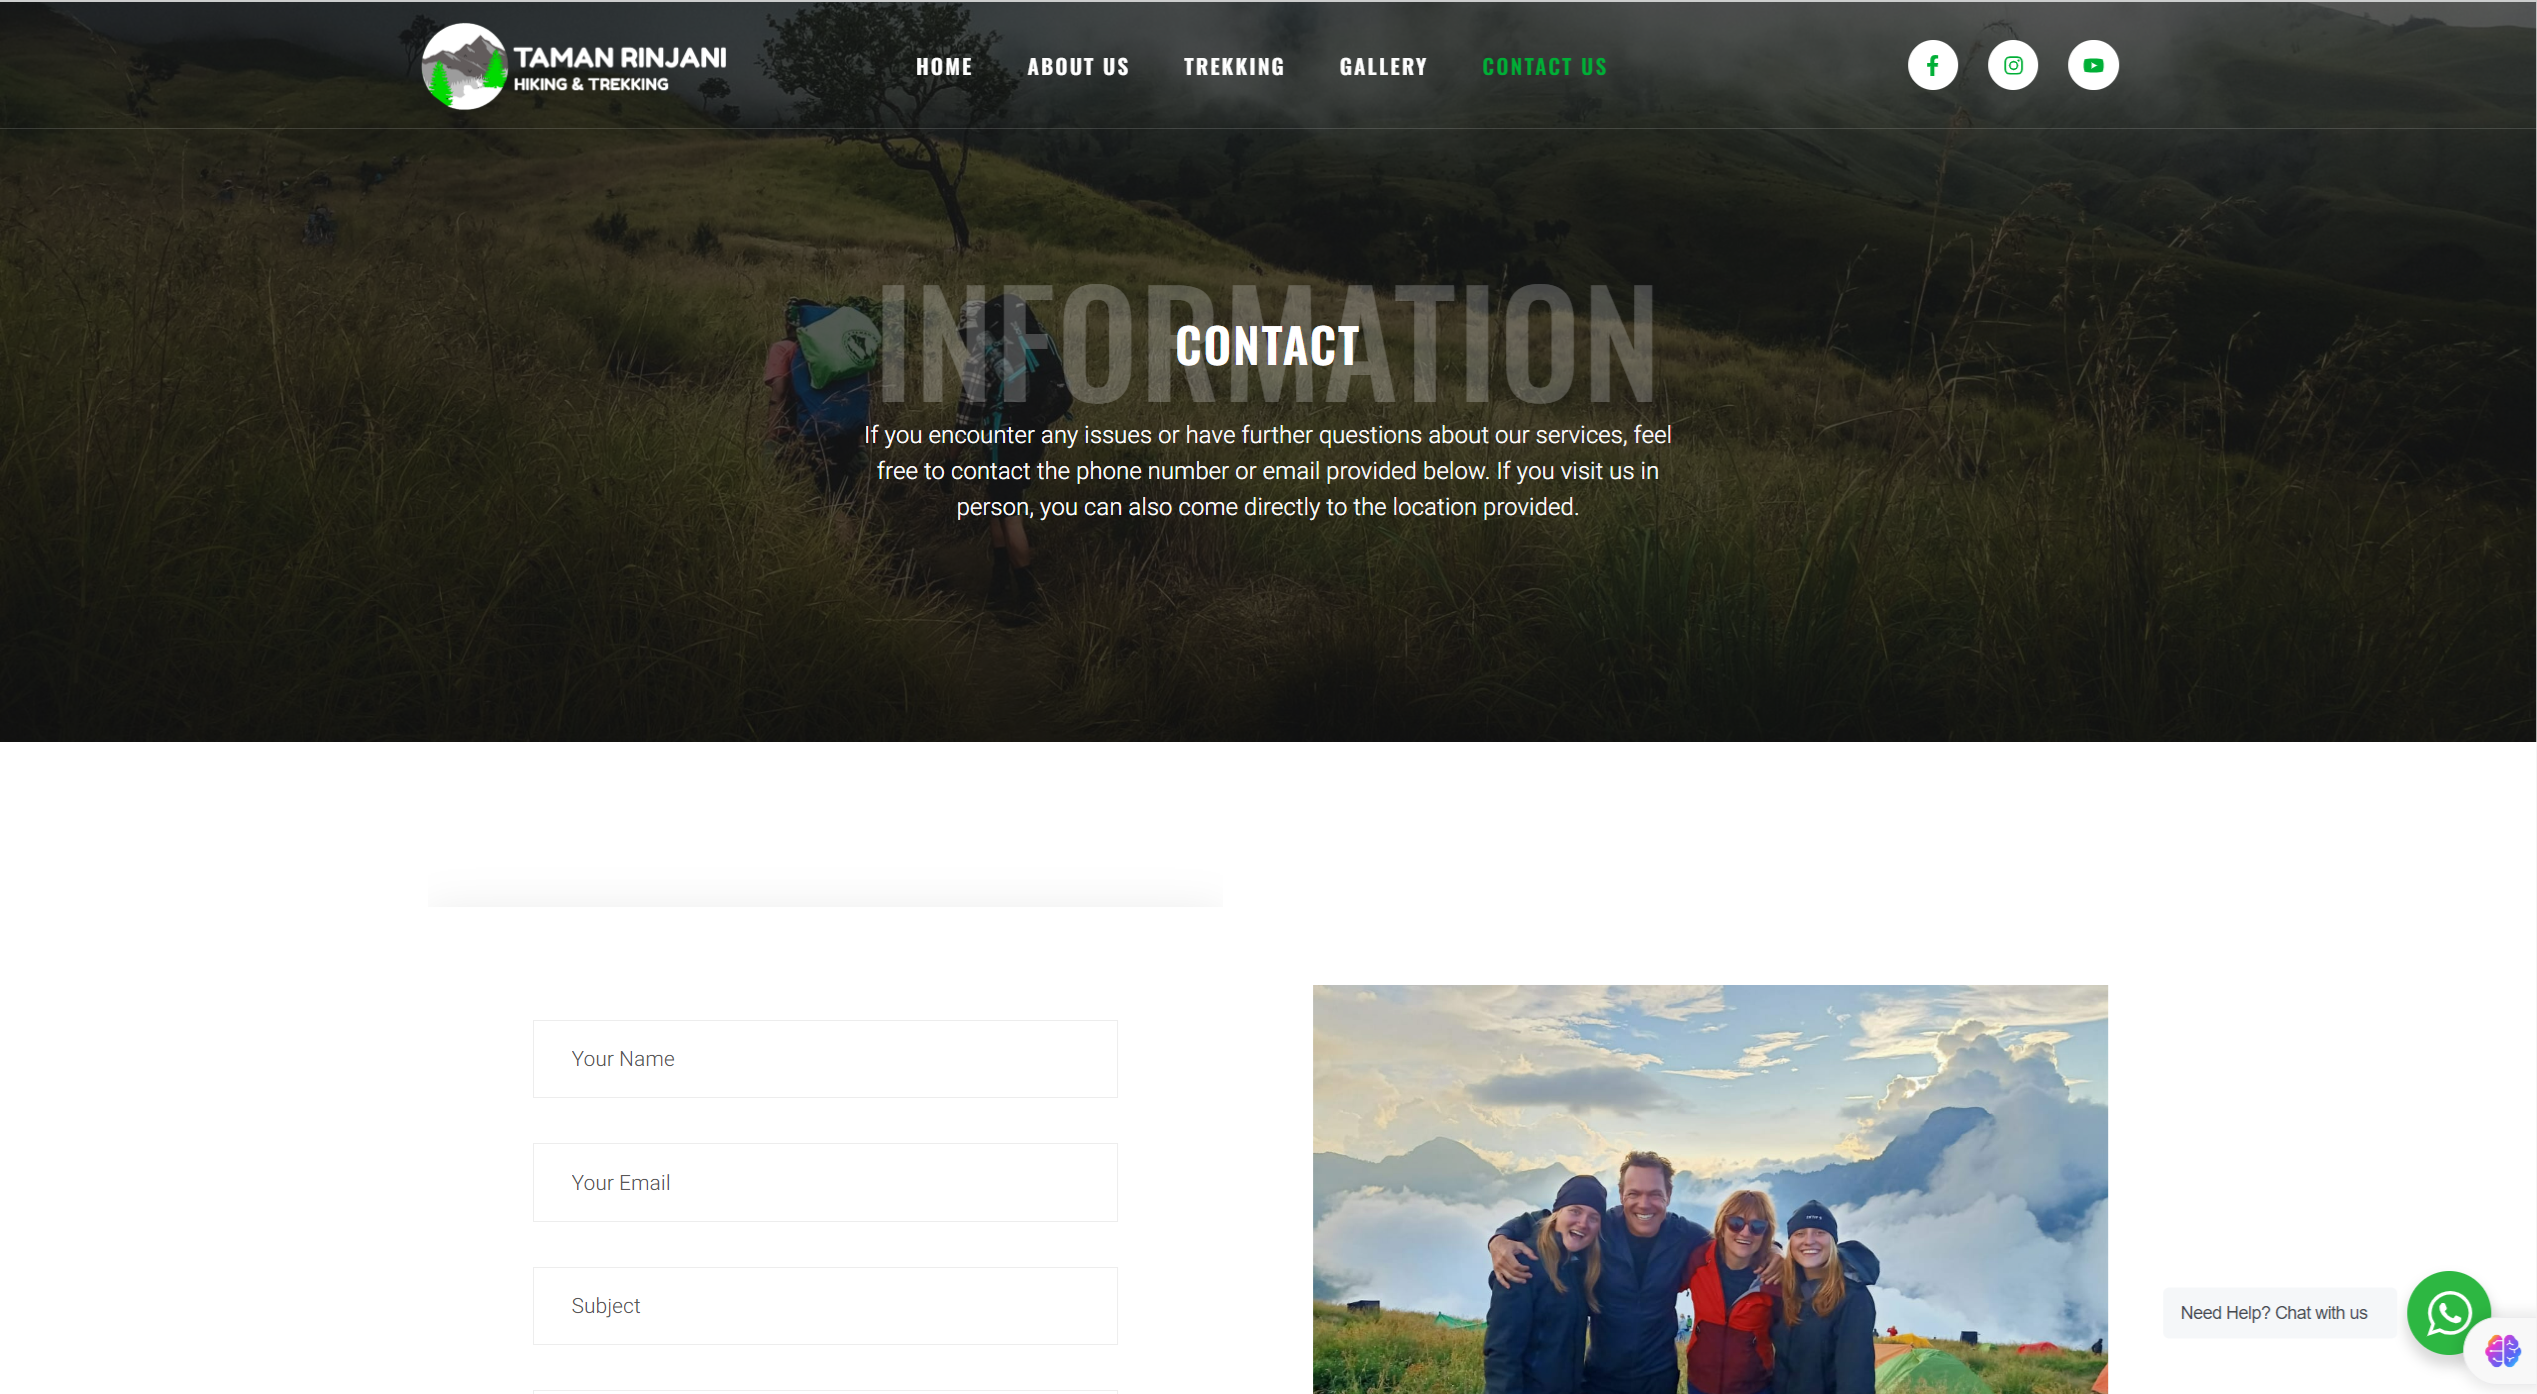 TAMAN RINJANI
HIKING & TREKKING
HOME
ABOUT US
TREKKING
GALLERY
CONTACT US
INFORMATION
CONTACT
If you encounter any issues or have further questions about our services, feel
free to contact the phone number or email provided below. If you visit us in
person, you can also come directly to the location provided.
Your Name
Your Email
Subject
Need Help? Chat with us